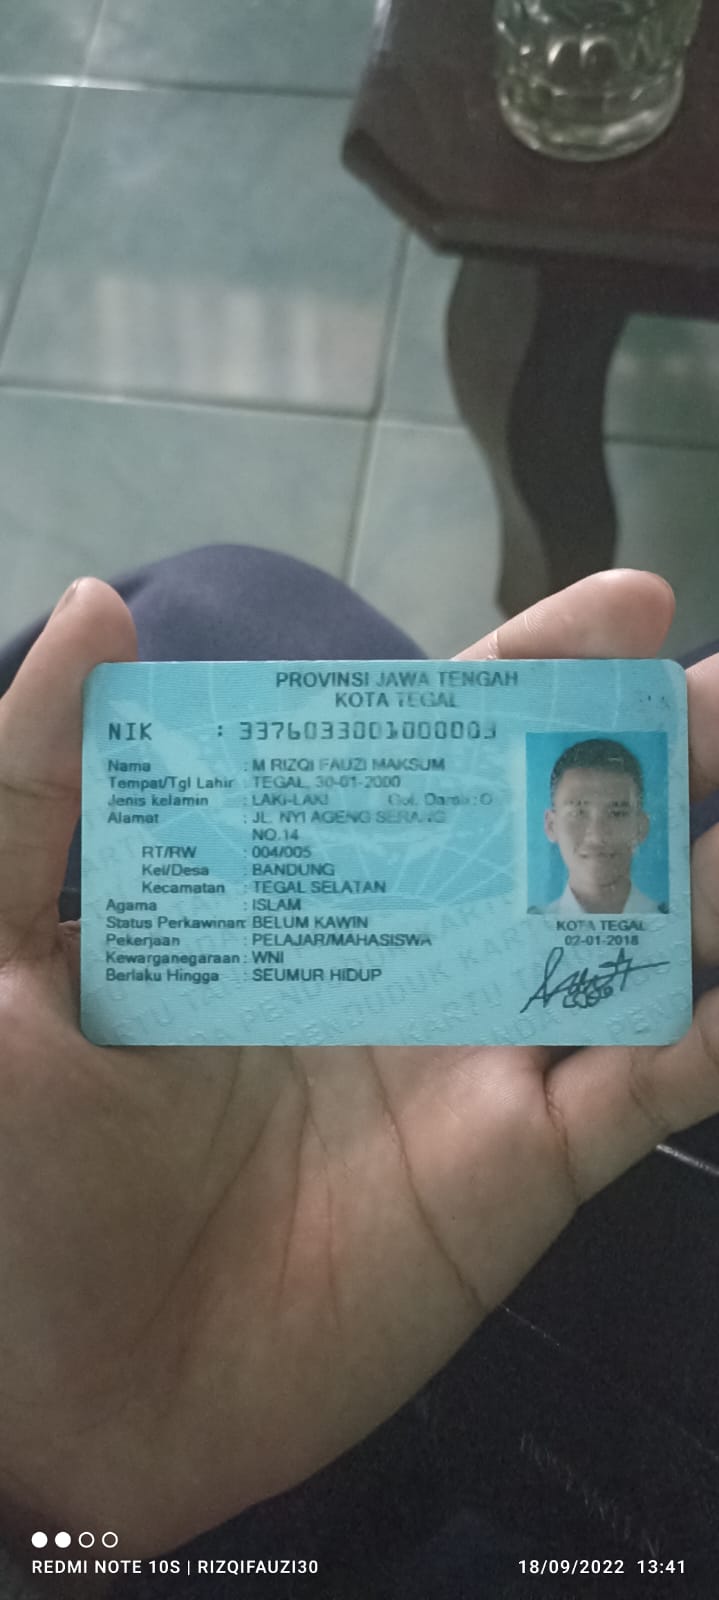 PROVINSI JAWA TENGAH
KOTA TEGAL
NIK : 3376033001000003
Nama : M RIZQI FAUZI MAKSUM
Tempat/Tgl Lahir : TEGAL, 30-01-2000
Jenis kelamin : LAKI-LAKI Gol. Darah : O
Alamat : JL. NYI AGENG SERANG
NO.14
RT/RW : 004/005
Kel/Desa : BANDUNG
Kecamatan : TEGAL SELATAN
Agama : ISLAM
Status Perkawinan: BELUM KAWIN
Pekerjaan : PELAJAR/MAHASISWA
Kewarganegaraan : WNI
Berlaku Hingga : SEUMUR HIDUP
KOTA TEGAL
02-01-2018
REDMI NOTE 10S | RIZQIFAUZI30
18/09/2022 13:41